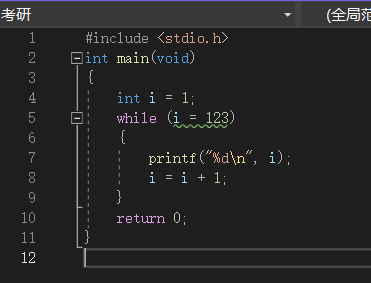 考研 (全局范
1 #include <stdio.h>
2 int main(void)
3 {
4 int i = 1;
5 while (i = 123)
6 {
7 printf("%d\n", i);
8 i = i + 1;
9 }
10 return 0;
11 }
12